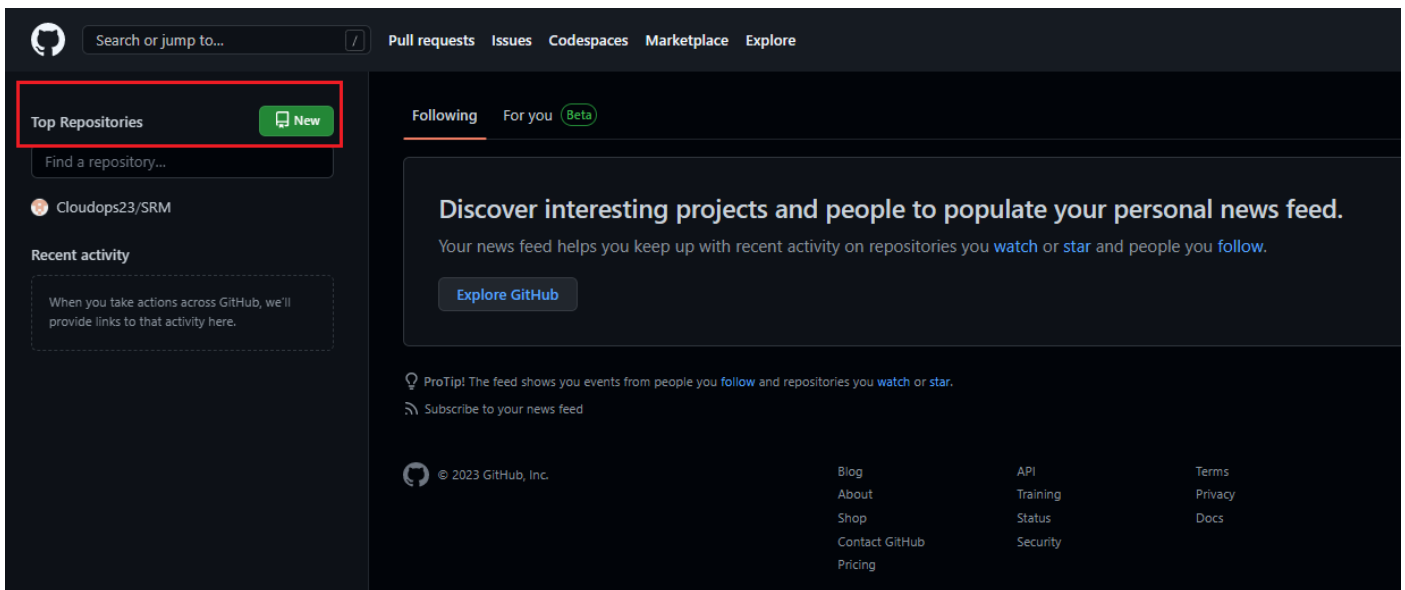 Search or jump to... /
Pull requests Issues Codespaces Marketplace Explore
Top Repositories
New
Find a repository...
Cloudops23/SRM
Recent activity
When you take actions across GitHub, we'll
provide links to that activity here.
Following For you Beta
Discover interesting projects and people to populate your personal news feed.
Your news feed helps you keep up with recent activity on repositories you watch or star and people you follow.
Explore GitHub
ProTip! The feed shows you events from people you follow and repositories you watch or star.
Subscribe to your news feed
© 2023 GitHub, Inc.
Blog
About
Shop
Contact GitHub
Pricing
API
Training
Status
Security
Terms
Privacy
Docs